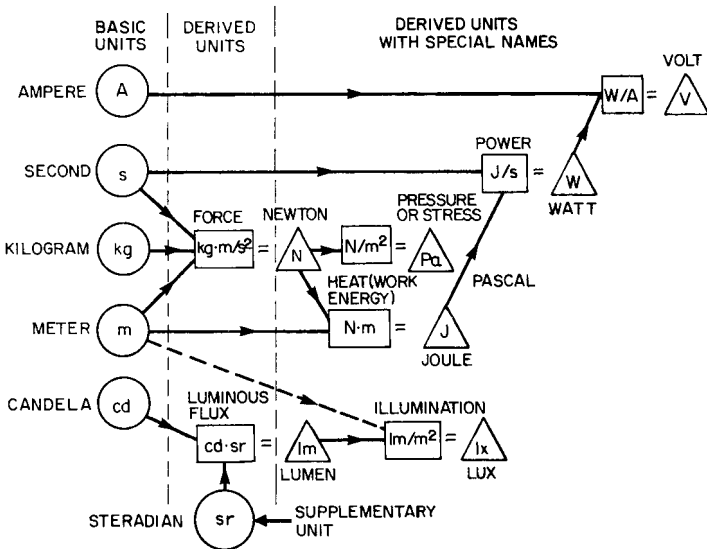 BASIC UNITS
DERIVED UNITS
DERIVED UNITS WITH SPECIAL NAMES
AMPERE
A
W/A
=
VOLT
V
SECOND
s
POWER
J/s
=
W
WATT
KILOGRAM
kg
FORCE
kg·m/s²
=
NEWTON
N
N/m²
=
PRESSURE OR STRESS
Pa
PASCAL
METER
m
HEAT(WORK ENERGY)
N·m
=
J
JOULE
CANDELA
cd
LUMINOUS FLUX
cd·sr
=
lm
LUMEN
ILLUMINATION
lm/m²
=
lx
LUX
STERADIAN
sr
SUPPLEMENTARY UNIT